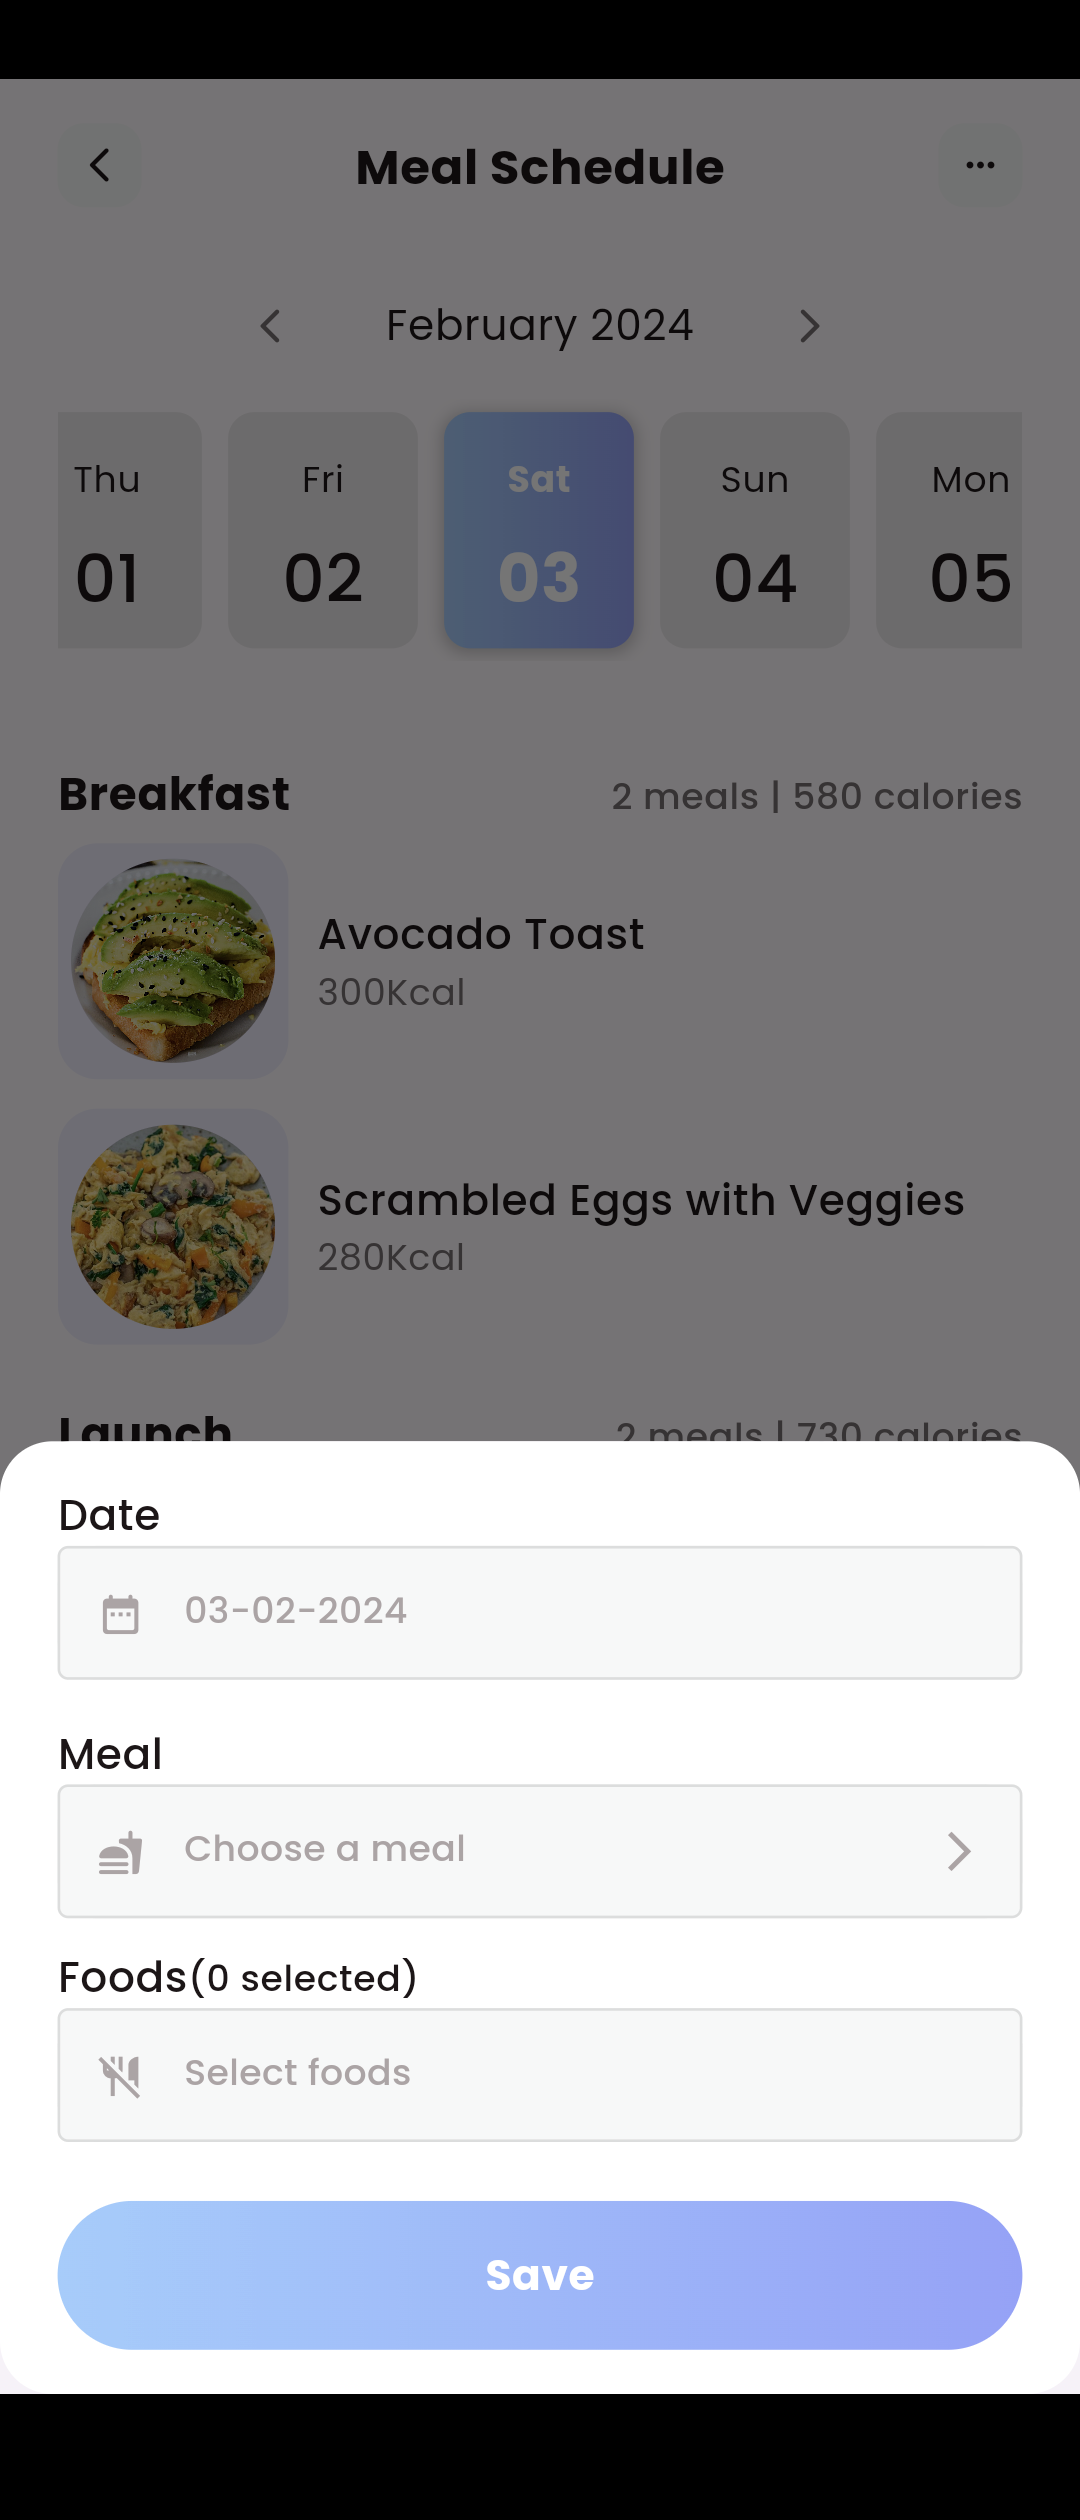 Meal Schedule
February 2024
Thu Fri Sat Sun Mon
01 02 03 04 05
Breakfast 2 meals | 580 calories
Avocado Toast
300Kcal
Scrambled Eggs with Veggies
280Kcal
Launch 2 meals | 730 calories
Date
03-02-2024
Meal
Choose a meal
Foods(0 selected)
Select foods
Save